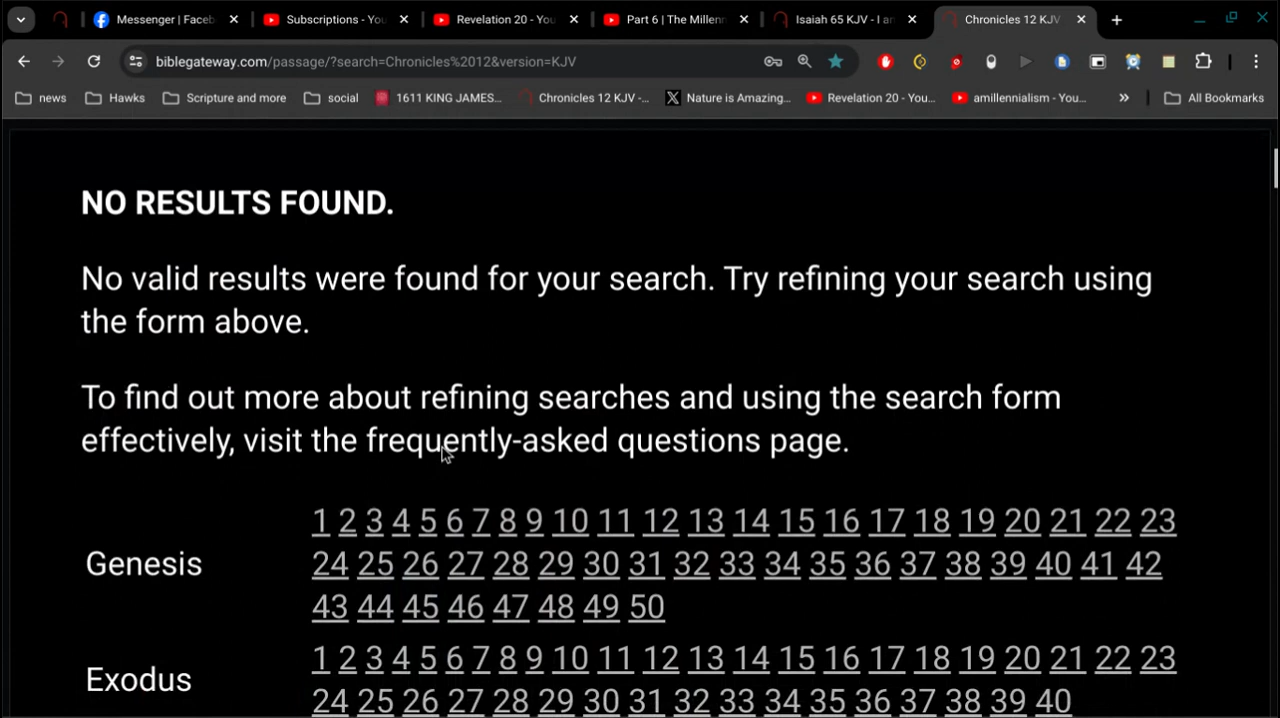 Messenger | Faceb
Subscriptions - You
Revelation 20 - You
Part 6 | The Millenn
Isaiah 65 KJV - I an
Chronicles 12 KJV
biblegateway.com/passage/?search=Chronicles%2012&version=KJV
news
Hawks
Scripture and more
social
1611 KING JAMES...
Chronicles 12 KJV -...
Nature is Amazing...
Revelation 20 - You...
amillennialism - You...
All Bookmarks
NO RESULTS FOUND.
No valid results were found for your search. Try refining your search using
the form above.
To find out more about refining searches and using the search form
effectively, visit the frequently-asked questions page.
Genesis
1 2 3 4 5 6 7 8 9 10 11 12 13 14 15 16 17 18 19 20 21 22 23
24 25 26 27 28 29 30 31 32 33 34 35 36 37 38 39 40 41 42
43 44 45 46 47 48 49 50
Exodus
1 2 3 4 5 6 7 8 9 10 11 12 13 14 15 16 17 18 19 20 21 22 23
24 25 26 27 28 29 30 31 32 33 34 35 36 37 38 39 40